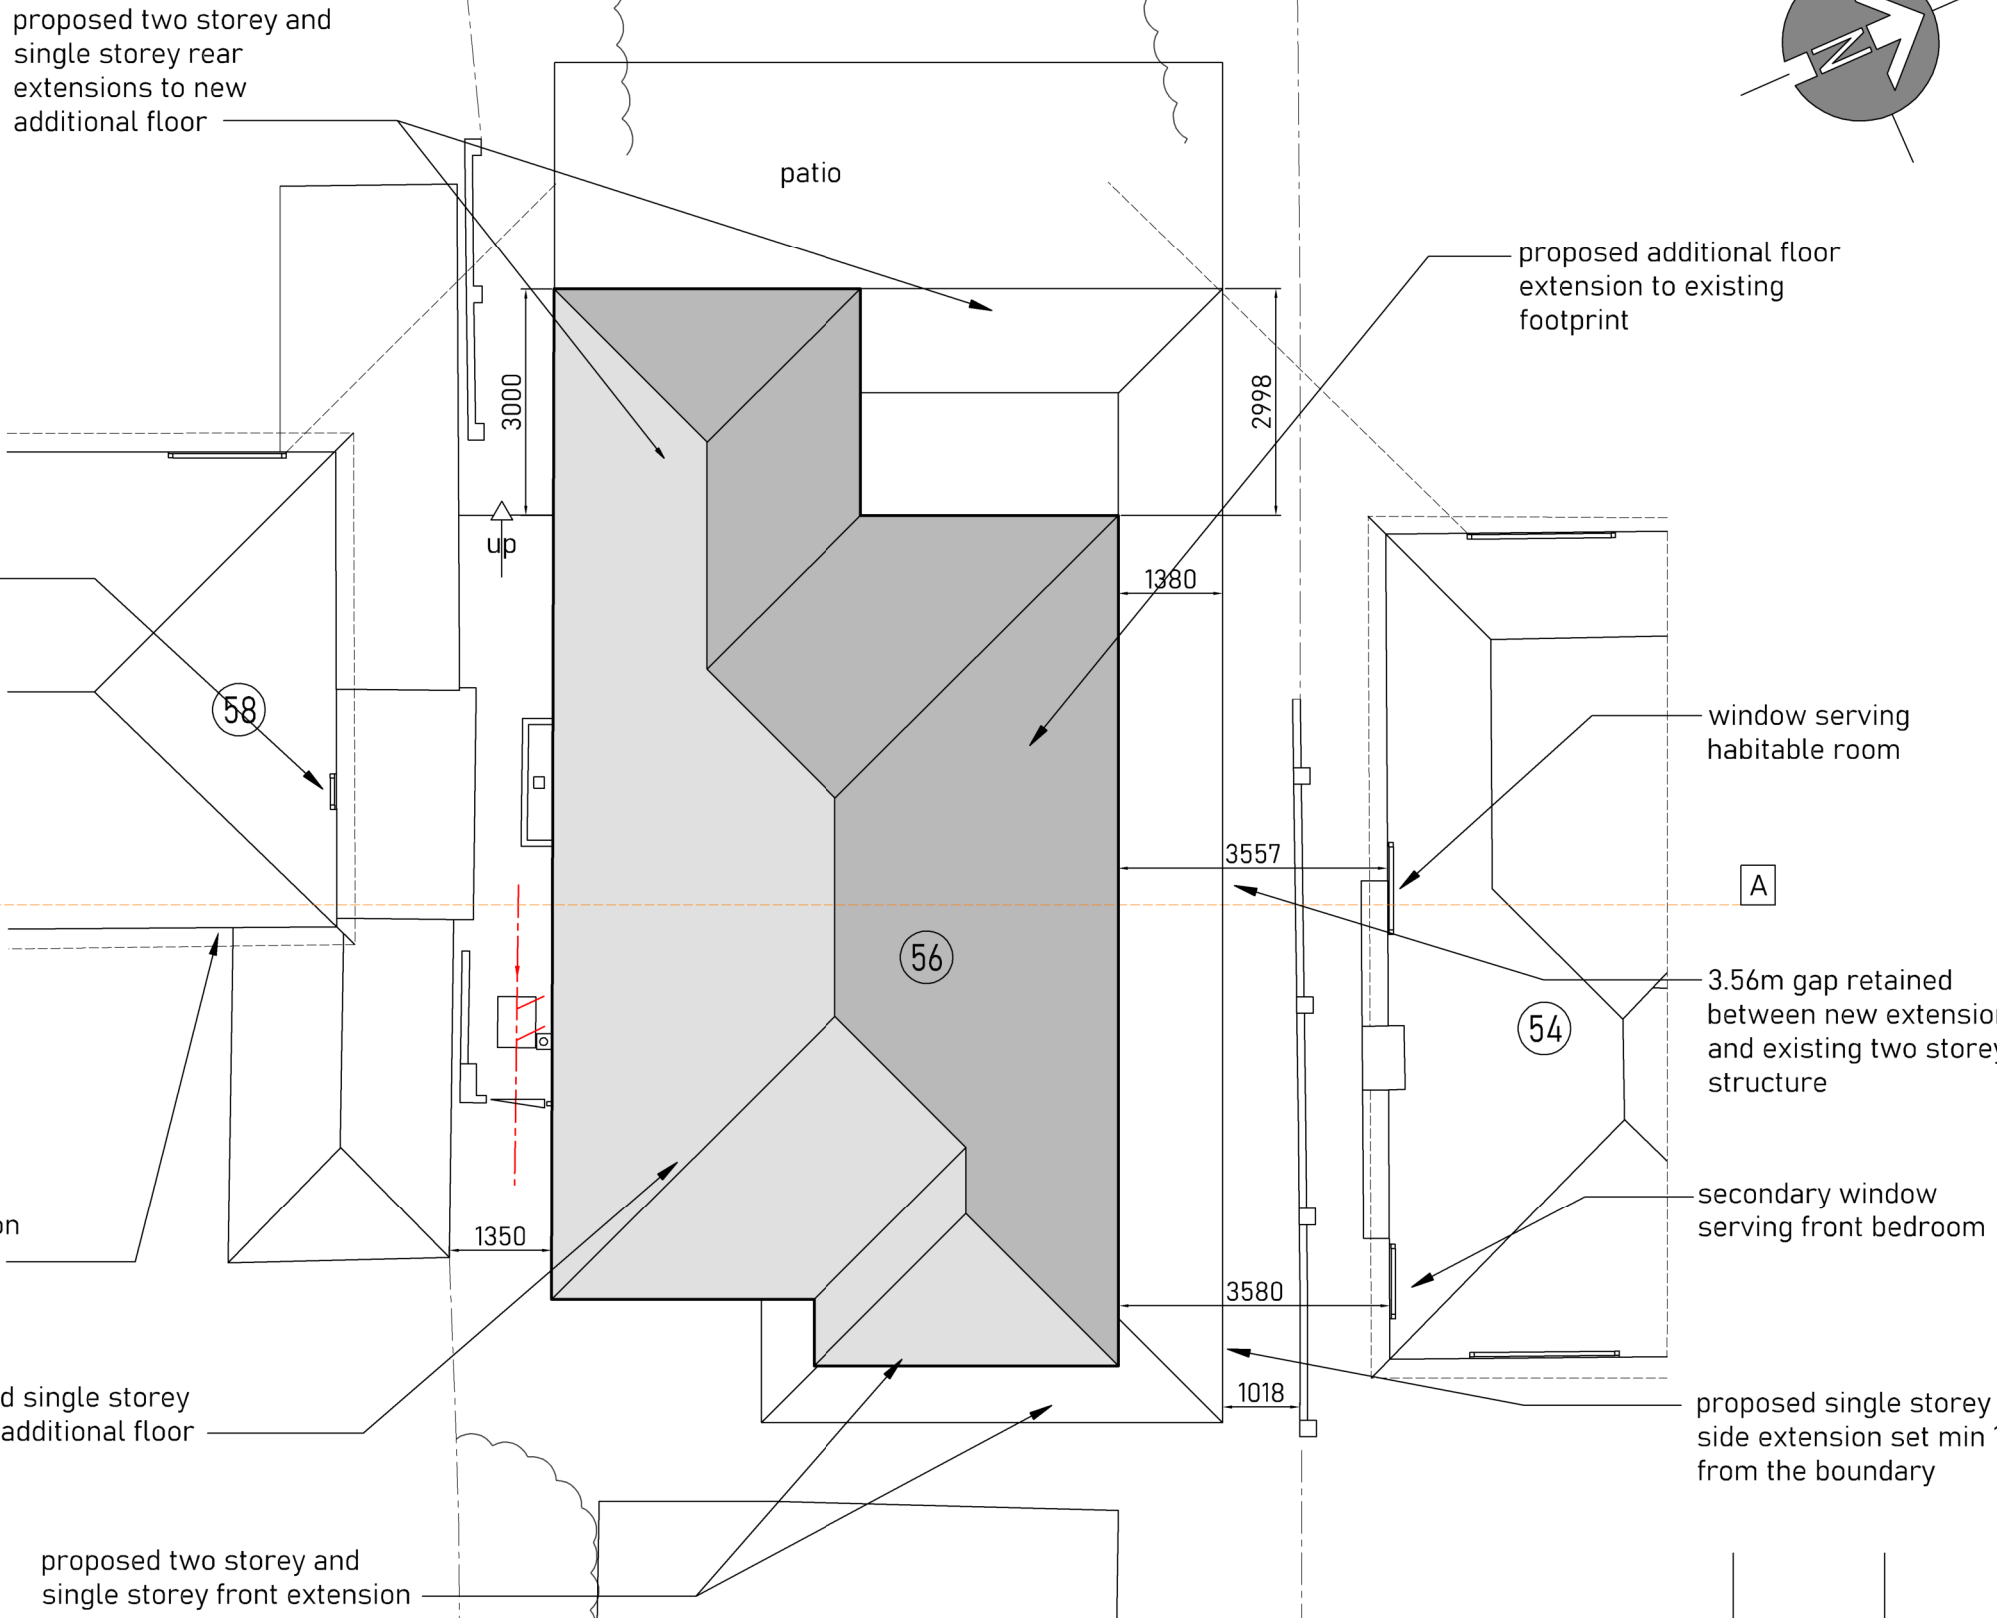 proposed two storey and
single storey rear
extensions to new
additional floor
N
patio
proposed additional floor
extension to existing
footprint
3000
2998
up
1380
58
window serving
habitable room
3557
A
56
3.56m gap retained
between new extensio
and existing two store
structure
54
secondary window
serving front bedroom
on
1350
3580
1018
d single storey
additional floor
proposed single storey
side extension set min
from the boundary
proposed two storey and
single storey front extension